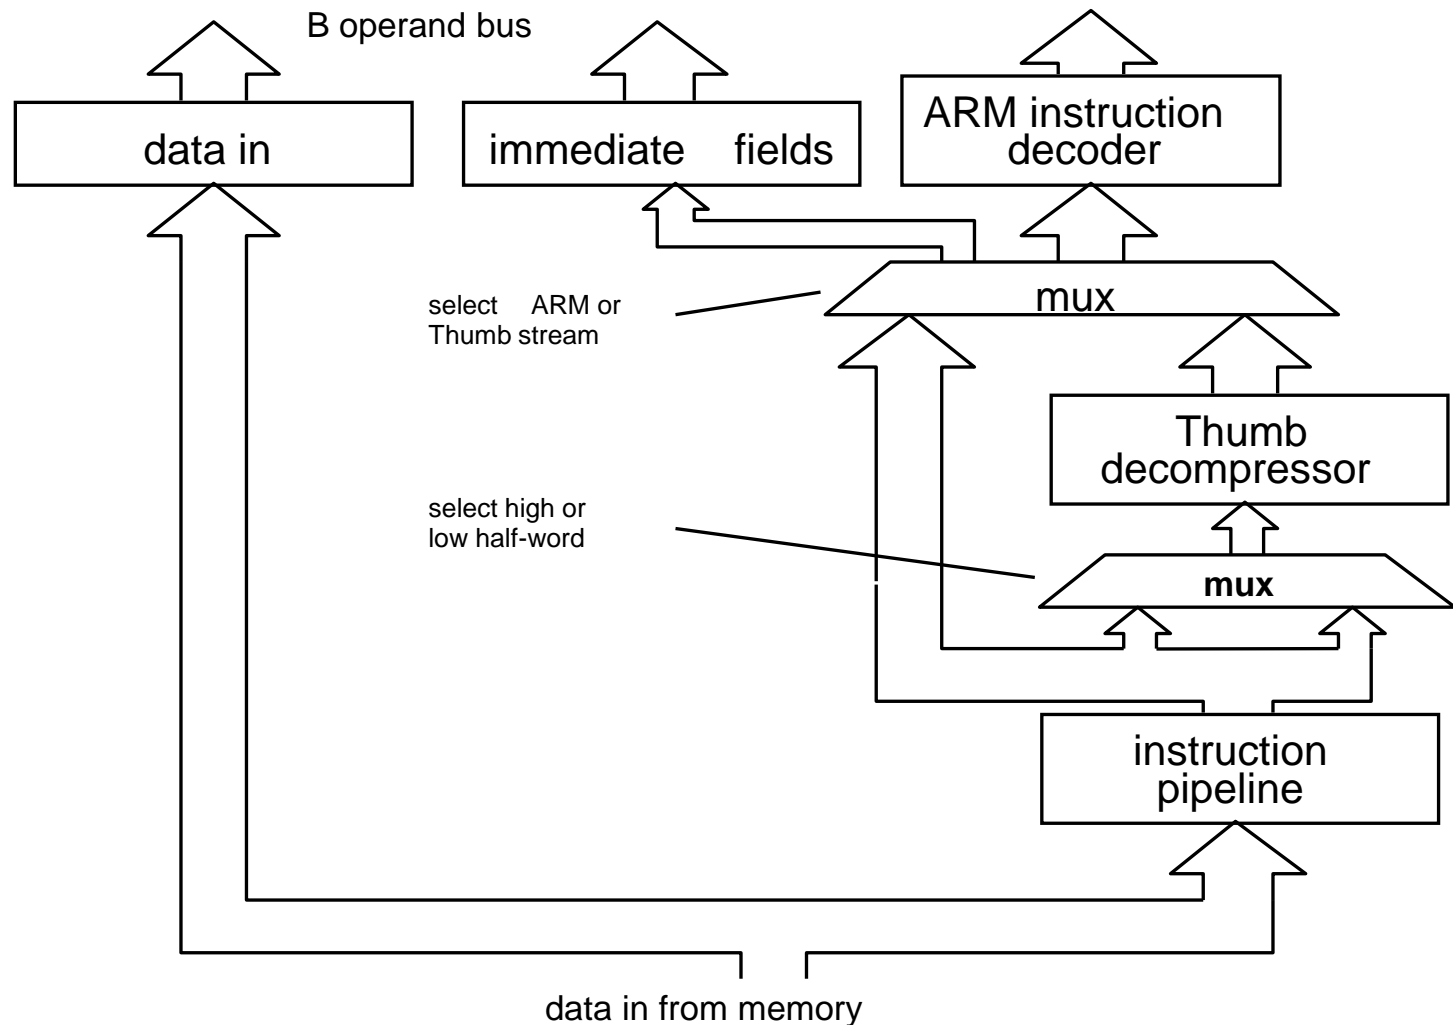 B operand bus
data in
immediate fields
ARM instruction
decoder
mux
select ARM or
Thumb stream
Thumb
decompressor
select high or
low half-word
mux
instruction
pipeline
data in from memory